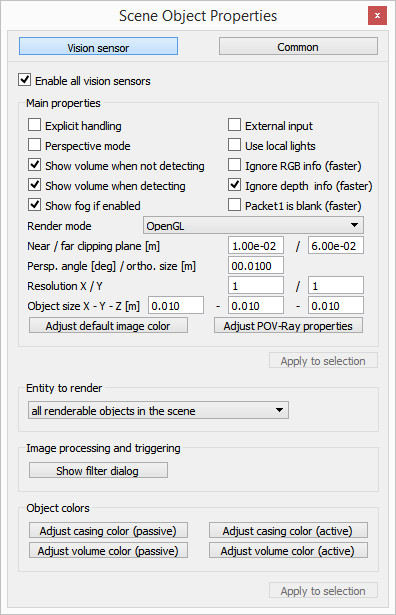 Scene Object Properties
x
Vision sensor Common
Enable all vision sensors
Main properties
Explicit handling External input
Perspective mode Use local lights
Show volume when not detecting Ignore RGB info (faster)
Show volume when detecting Ignore depth info (faster)
Show fog if enabled Packet1 is blank (faster)
Render mode OpenGL
Near / far clipping plane [m] 1.00e-02 / 6.00e-02
Persp. angle [deg] / ortho. size [m] 00.0100
Resolution X / Y 1 / 1
Object size X - Y - Z [m] 0.010 - 0.010 - 0.010
Adjust default image color Adjust POV-Ray properties
Apply to selection
Entity to render
all renderable objects in the scene
Image processing and triggering
Show filter dialog
Object colors
Adjust casing color (passive) Adjust casing color (active)
Adjust volume color (passive) Adjust volume color (active)
Apply to selection